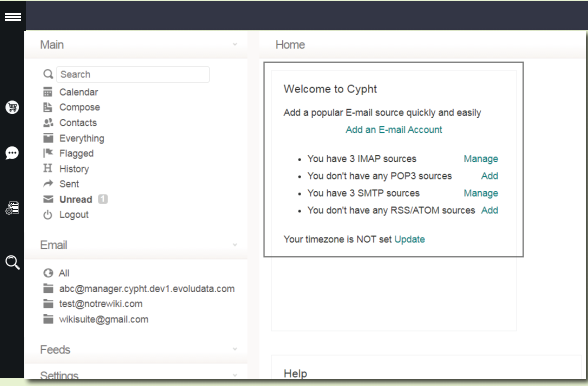 Main
Search
Calendar
Compose
Contacts
Everything
Flagged
History
Sent
Unread 1
Logout
Email
All
abc@manager.cypht.dev1.evoludata.com
test@notrewiki.com
wikisuite@gmail.com
Feeds
Settings
Home
Welcome to Cypht
Add a popular E-mail source quickly and easily
Add an E-mail Account
You have 3 IMAP sources Manage
You don't have any POP3 sources Add
You have 3 SMTP sources Manage
You don't have any RSS/ATOM sources Add
Your timezone is NOT set Update
Help